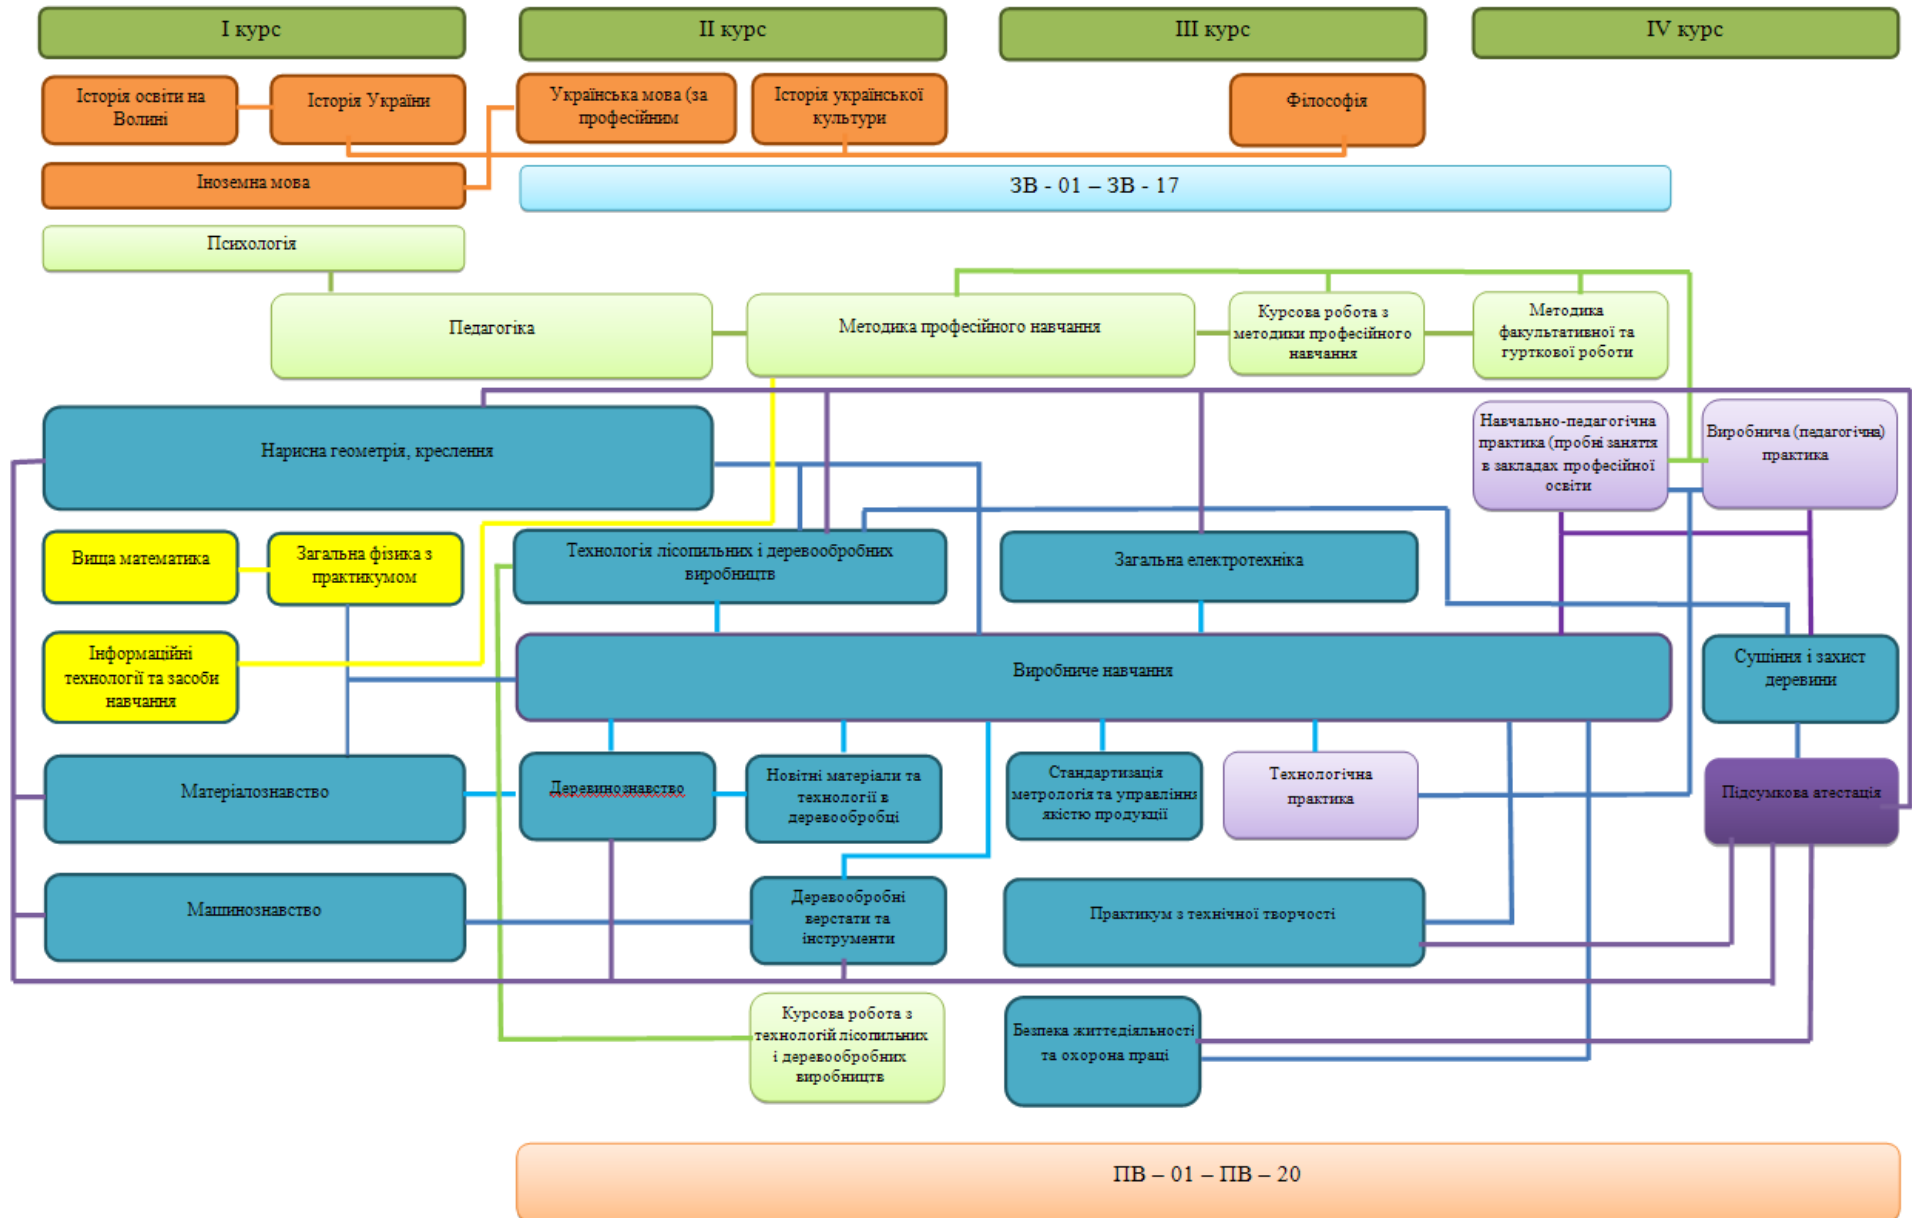 І курс
ІІ курс
ІІІ курс
IV курс
Історія освіти на
Волині
Історія України
Українська мова (за
професійним
Історія української
культури
Філософія
Іноземна мова
ЗВ - 01 – ЗВ - 17
Психологія
Педагогіка
Методика професійного навчання
Курсова робота з
методики професійного
навчання
Методика
факультативної та
гурткової роботи
Нарисна геометрія, креслення
Навчально-педагогічна
практика (пробні заняття
в закладах професійної
освіти
Виробнича (педагогічна)
практика
Вища математика
Загальна фізика з
практикумом
Технологія лісопильних і деревообробних
виробництв
Загальна електротехніка
Інформаційні
технології та засоби
навчання
Виробниче навчання
Сушіння і захист
деревини
Матеріалознавство
Деревинознавство
Новітні матеріали та
технології в
деревообробці
Стандартизація
метрологія та управління
якістю продукції
Технологічна
практика
Підсумкова атестація
Машинознавство
Деревообробні
верстати та
інструменти
Практикум з технічної творчості
Курсова робота з
технологій лісопильних
і деревообробних
виробництв
Безпека життєдіяльності
та охорона праці
ПВ – 01 – ПВ – 20